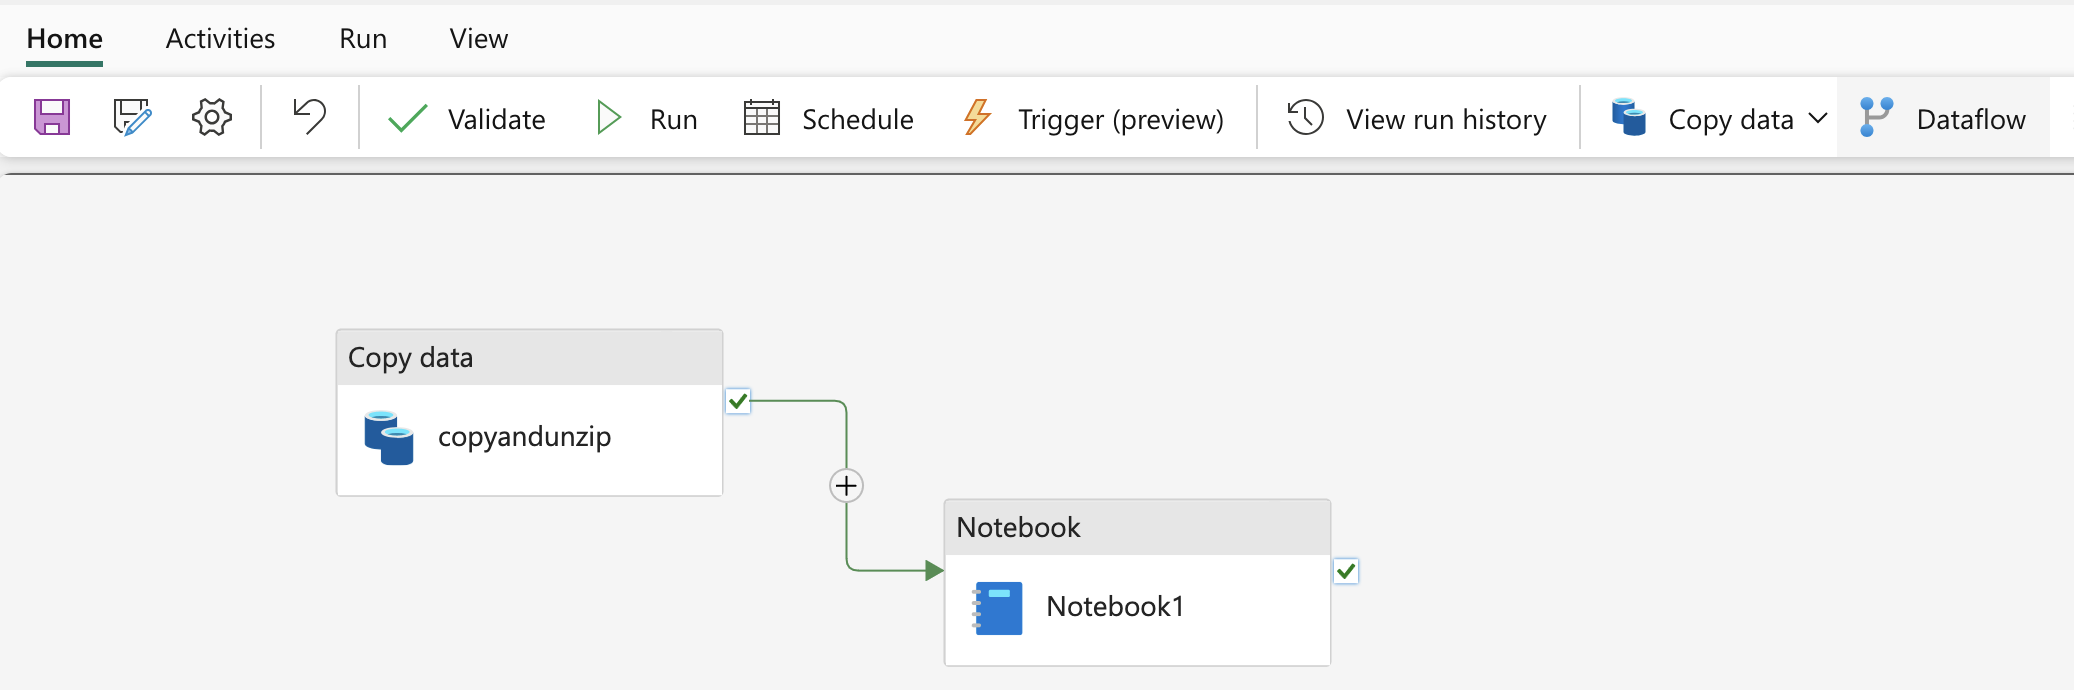 Home Activities Run View
Validate Run Schedule Trigger (preview) View run history Copy data Dataflow
Copy data
copyandunzip
Notebook
Notebook1